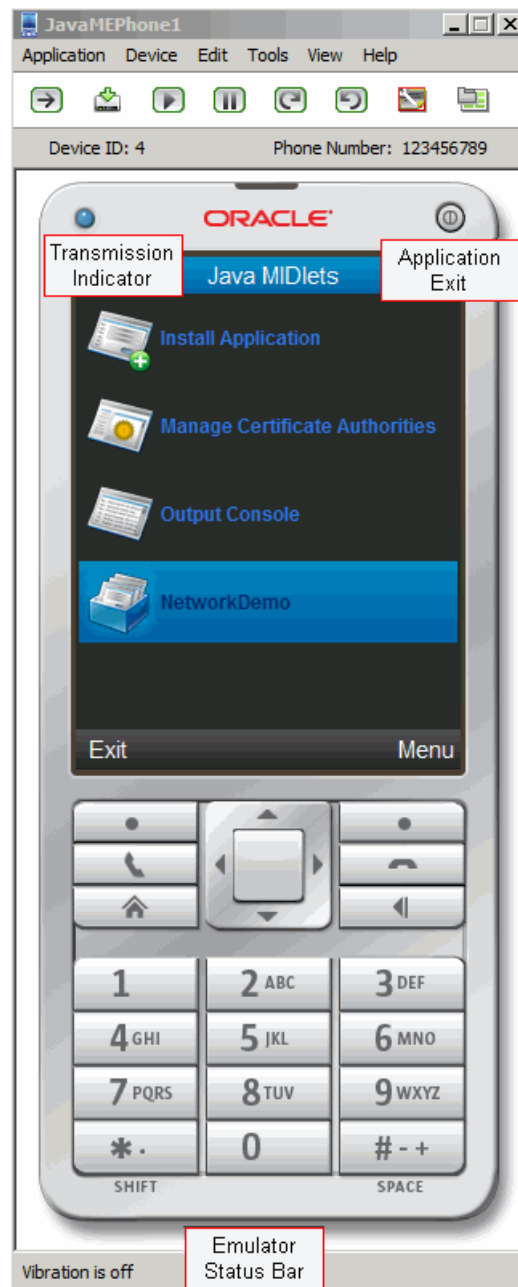 JavaMEPhone1
Application Device Edit Tools View Help
Device ID: 4 Phone Number: 123456789
ORACLE
Transmission Indicator
Java MIDlets
Application Exit
Install Application
Manage Certificate Authorities
Output Console
NetworkDemo
Exit Menu
1 2 ABC 3 DEF
4 GHI 5 JKL 6 MNO
7 PQRS 8 TUV 9 WXYZ
* . 0 # - +
SHIFT SPACE
Emulator
Vibration is off Status Bar